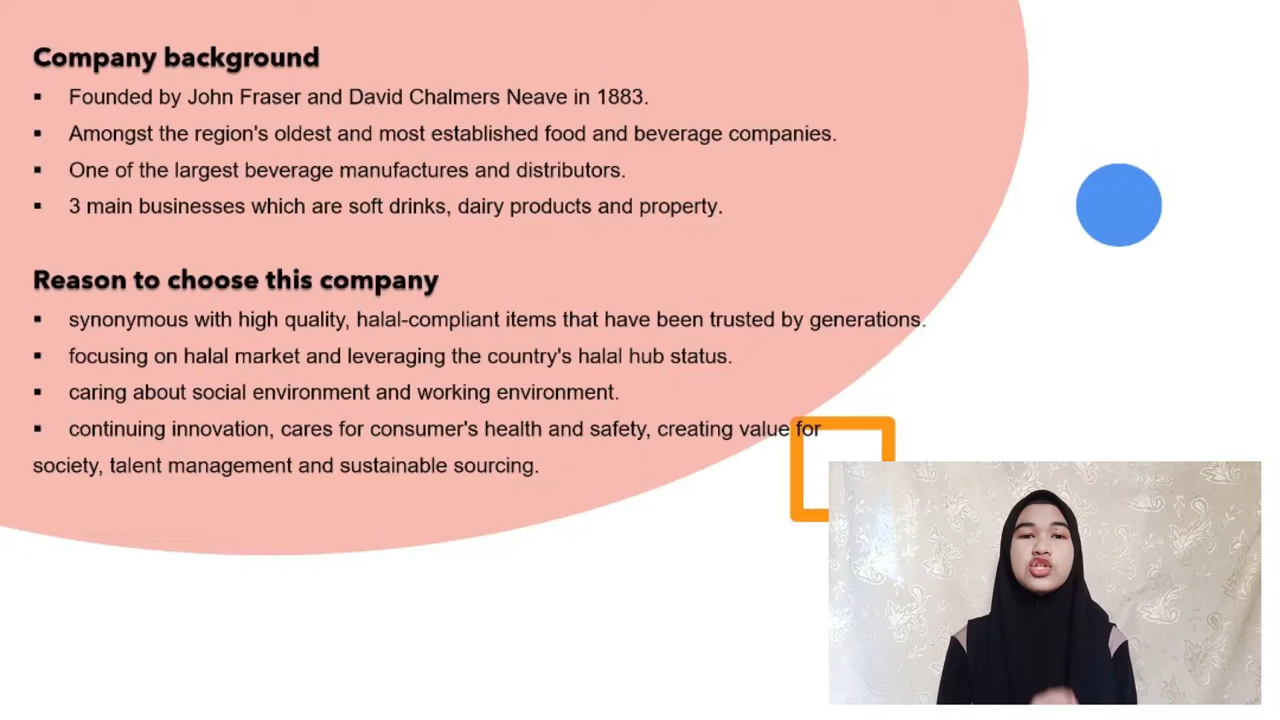 Company background
▪ Founded by John Fraser and David Chalmers Neave in 1883.
▪ Amongst the region's oldest and most established food and beverage companies.
▪ One of the largest beverage manufactures and distributors.
▪ 3 main businesses which are soft drinks, dairy products and property.
Reason to choose this company
▪ synonymous with high quality, halal-compliant items that have been trusted by generations.
▪ focusing on halal market and leveraging the country's halal hub status.
▪ caring about social environment and working environment.
▪ continuing innovation, cares for consumer's health and safety, creating value for
society, talent management and sustainable sourcing.